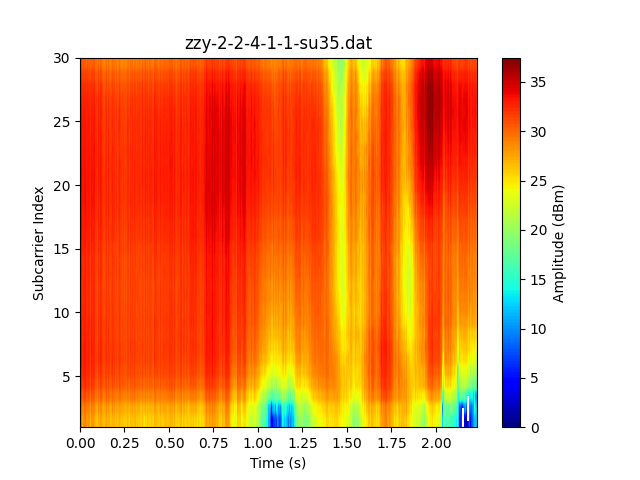 zzy-2-2-4-1-1-su35.dat
30
25
20
15
10
5
Subcarrier Index
0.00 0.25 0.50 0.75 1.00 1.25 1.50 1.75 2.00
Time (s)
35
30
25
20
15
10
5
0
Amplitude (dBm)